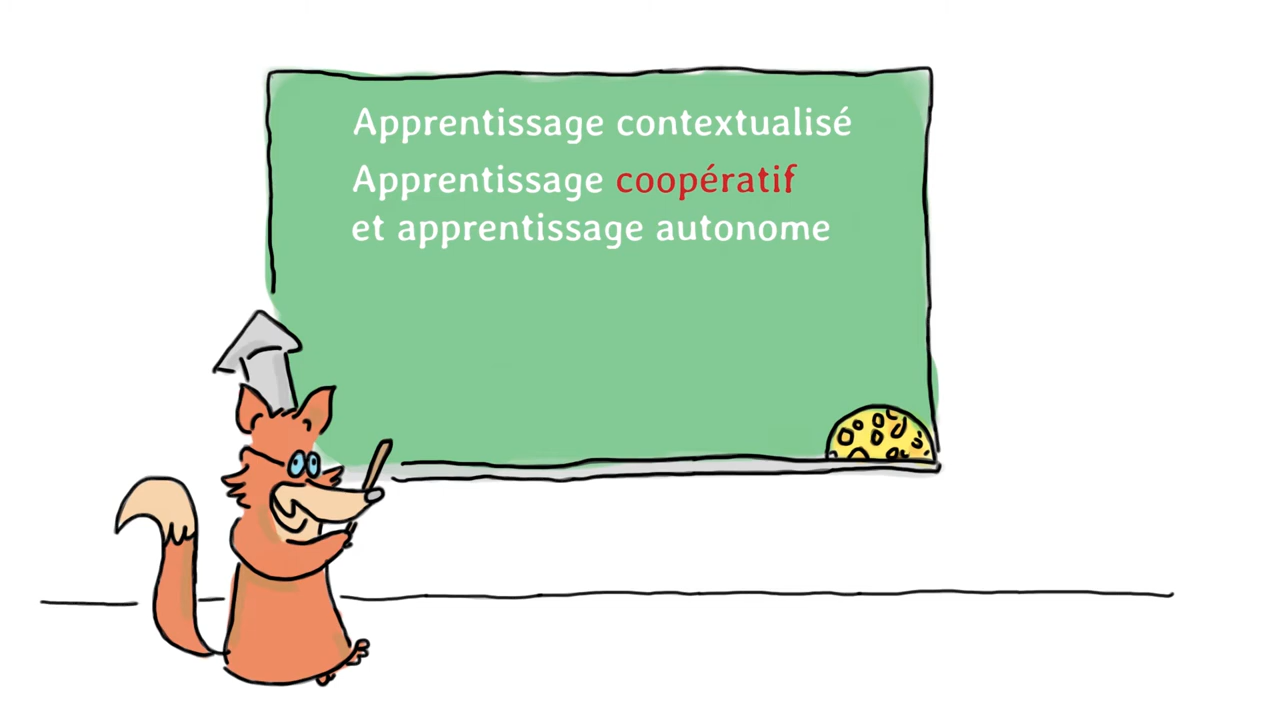 Apprentissage contextualisé
Apprentissage coopératif
et apprentissage autonome